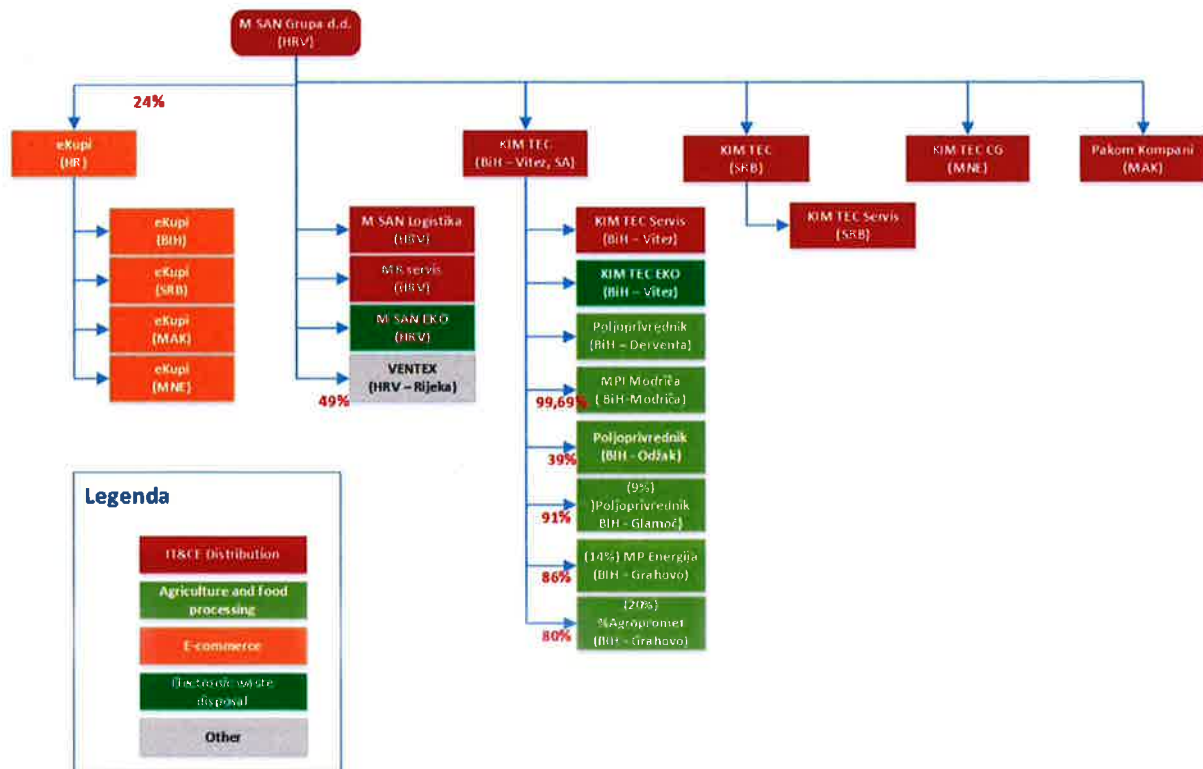 M SAN Grupa d.d.
(HRV)
24%
eKupi
(HR)
KIM TEC
(BiH – Vitez, SA)
KIM TEC
(SRB)
KIM TEC CG
(MNE)
Pakom Kompani
(MAK)
eKupi
(BIH)
eKupi
(SRB)
eKupi
(MAK)
eKupi
(MNE)
M SAN Logistika
(HRV)
MR servis
(HRV)
M SAN EKO
(HRV)
VENTEX
(HRV – Rijeka)
49%
KIM TEC Servis
(BiH – Vitez)
KIM TEC EKO
(BiH – Vitez)
Poljoprivrednik
(BiH – Derventa)
MPI Modriča
( BiH-Modriča)
99,69%
Poljoprivrednik
(BIH - Odžak)
39%
(9%)
)Poljoprivrednik
BIH - Glamoč)
91%
(14%) MP Energija
(BIH - Grahovo)
86%
(20%)
%Agropromet
(BIH - Grahovo)
80%
KIM TEC Servis
(SRB)
Legenda
IT&CE Distribution
Agriculture and food
processing
E-commerce
Electronic waste
disposal
Other